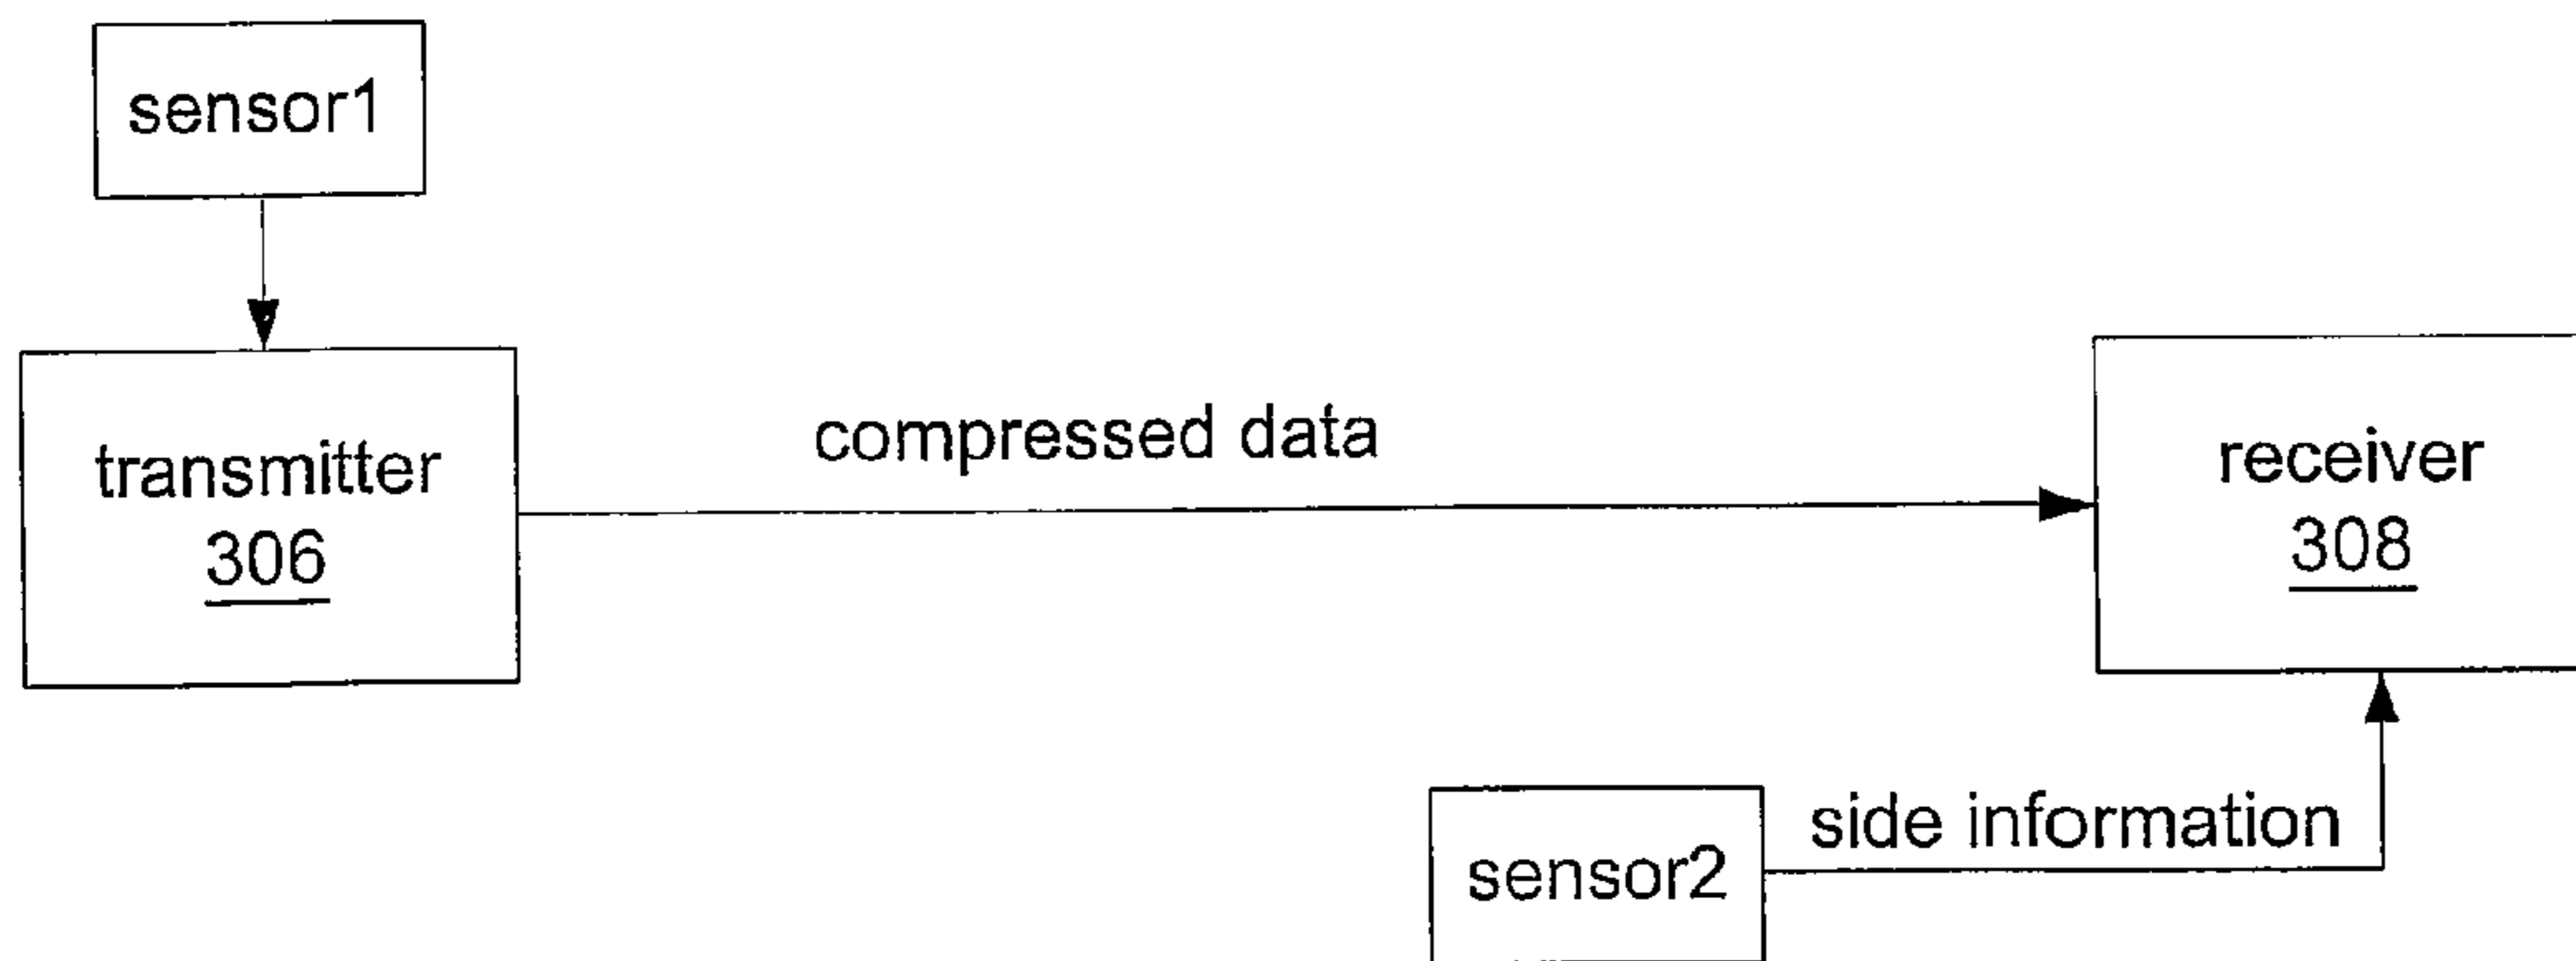 sensor1
transmitter
306
compressed data
receiver
308
side information
sensor2